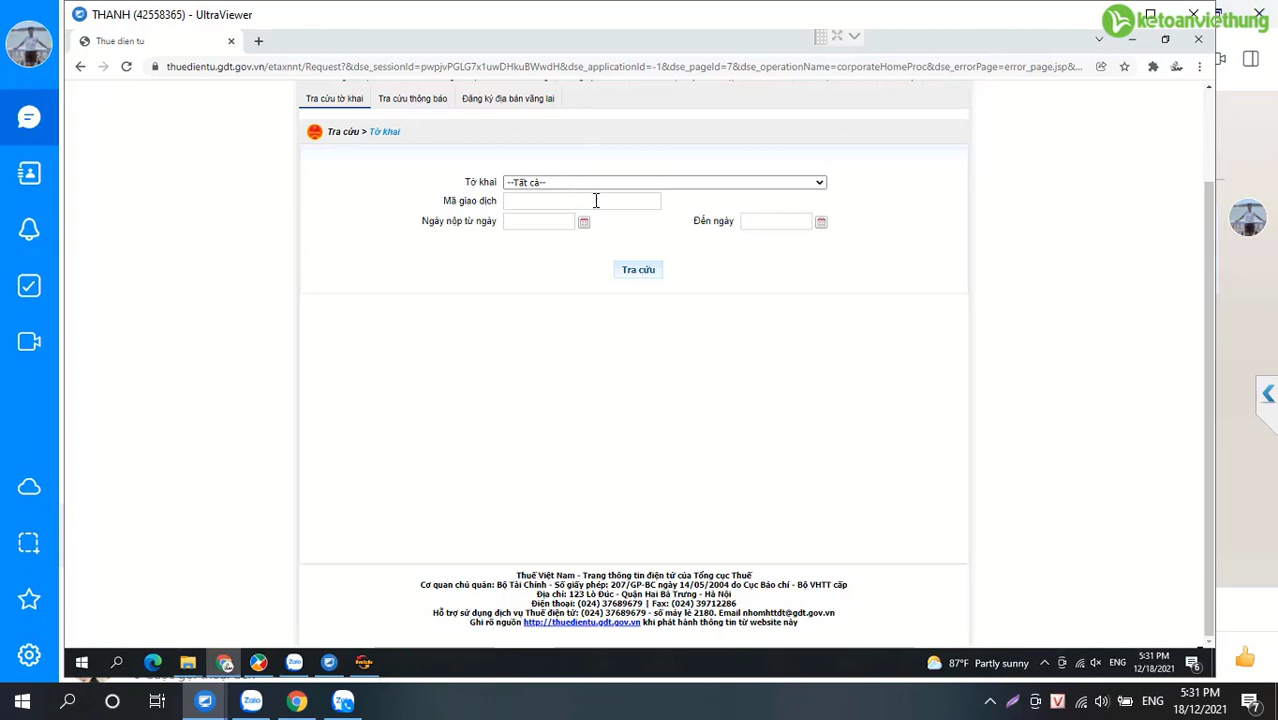 THANH (42558365) - UltraViewer
ketoanviethung
Thue dien tu
thuedientu.gdt.gov.vn/etaxnnt/Request?&dse_sessionId=pwpjvPGLG7x1uwDHkuBWwdH&dse_applicationId=-1&dse_pageId=7&dse_operationName=corporateHomeProc&dse_errorPage=error_page.jsp&...
Tra cứu tờ khai Tra cứu thông báo Đăng ký địa bàn vãng lai
Tra cứu > Tờ khai
Tờ khai --Tất cả--
Mã giao dịch
Ngày nộp từ ngày Đến ngày
Tra cứu
Thuế Việt Nam - Trang thông tin điện tử của Tổng cục Thuế
Cơ quan chủ quản: Bộ Tài Chính - Số giấy phép: 207/GP-BC ngày 14/05/2004 do Cục Báo chí - Bộ VHTT cấp
Địa chỉ: 123 Lò Đúc - Quận Hai Bà Trưng - Hà Nội
Điện thoại: (024) 37689679 | Fax: (024) 39712286
Hỗ trợ sử dụng dịch vụ Thuế điện tử: (024) 37689679 - số máy lẻ 2180. Email nhomhttdt@gdt.gov.vn
Ghi rõ nguồn http://thuedientu.gdt.gov.vn khi phát hành thông tin từ website này
Zalo 87°F Partly sunny ENG 5:31 PM
12/18/2021 6
Zalo V ENG 5:31 PM
18/12/2021 7